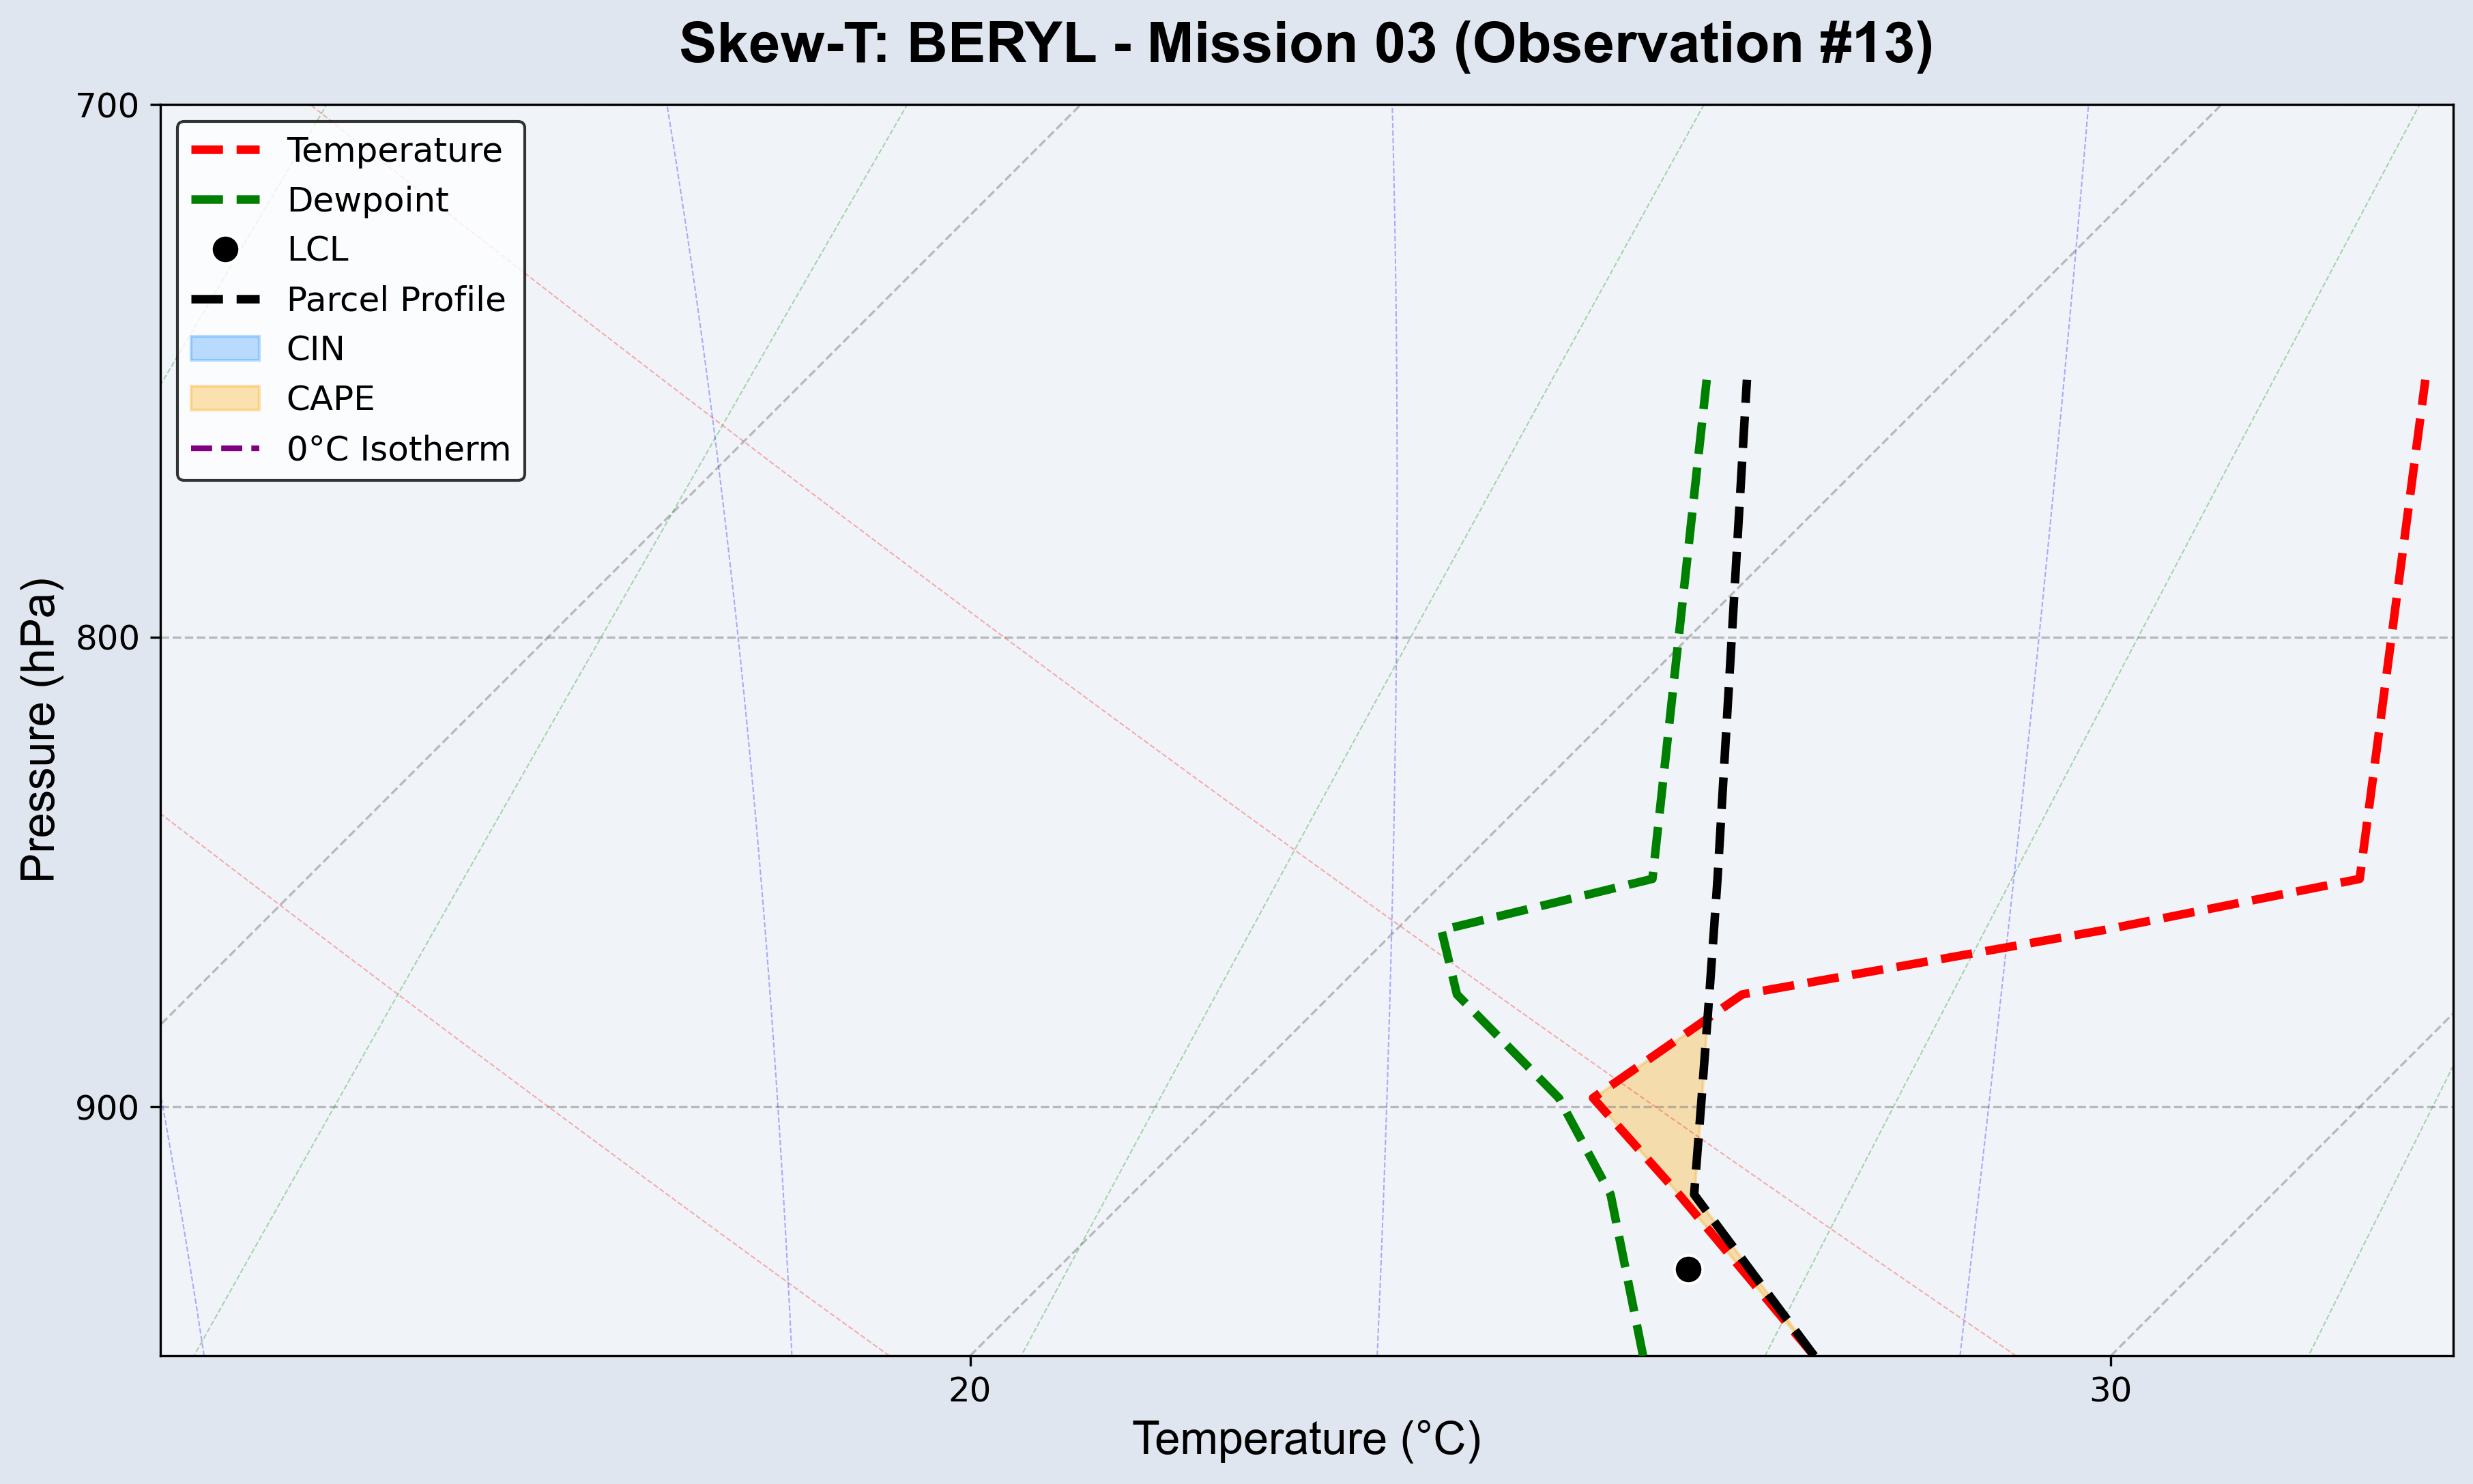 Skew-T: BERYL - Mission 03 (Observation #13)
700
Temperature
Dewpoint
LCL
Parcel Profile
CIN
CAPE
0°C Isotherm
800
900
Pressure (hPa)
20
30
Temperature (°C)